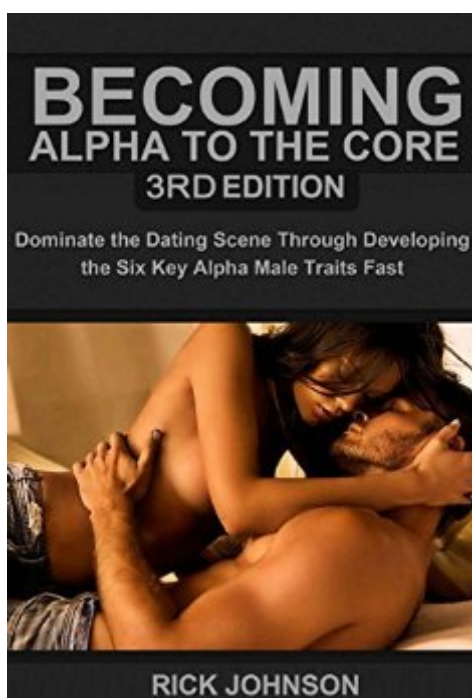 BECOMING
ALPHA TO THE CORE
3RD EDITION
Dominate the Dating Scene Through Developing
the Six Key Alpha Male Traits Fast
RICK JOHNSON